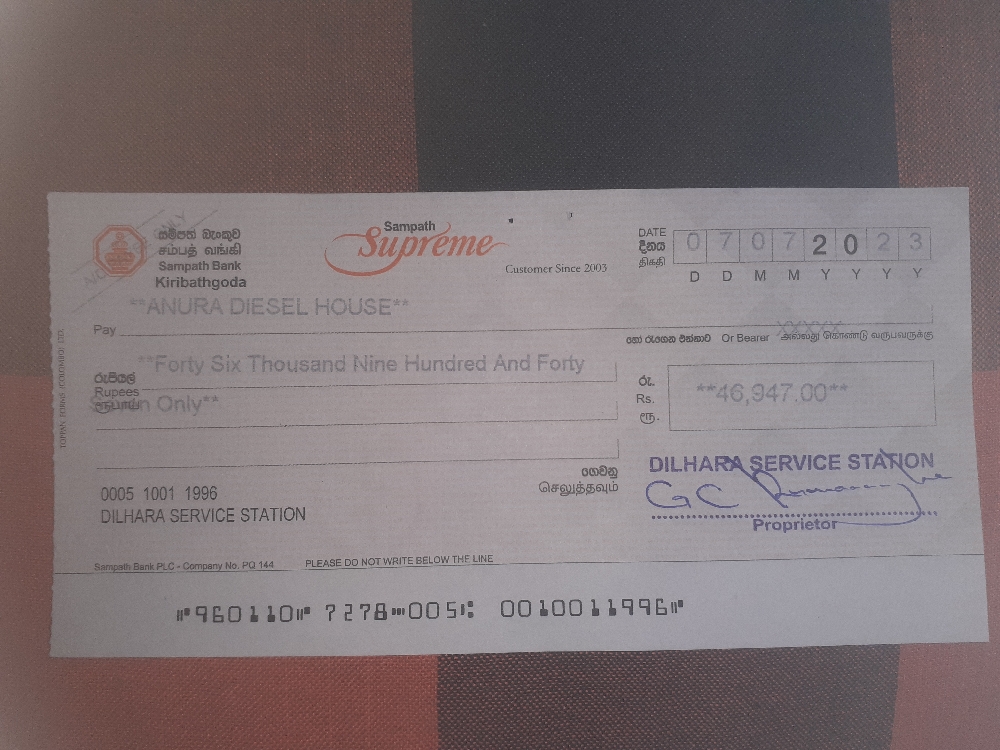 සම්පත් බැංකුව
சம்பத் வங்கி
Sampath Bank
Kiribathgoda
Sampath
Supreme
Customer Since 2003
DATE
දිනය
திகதி
0 7 0 7 2 0 2 3
D D M M Y Y Y Y
**ANURA DIESEL HOUSE**
Pay
හෝ රැගෙන එන්නාට Or Bearer அல்லது கொண்டு வருபவருக்கு
**Forty Six Thousand Nine Hundred And Forty
රුපියල්
Rupees
ரூபாய்
Only**
රු.
Rs.
ரூ.
**46,947.00**
ගෙවනු
செலுத்தவும்
DILHARA SERVICE STATION
Proprietor
0005 1001 1996
DILHARA SERVICE STATION
Sampath Bank PLC - Company No. PQ 144
PLEASE DO NOT WRITE BELOW THE LINE
⑈960110⑈ 7278⑉005⑆ 0010011996⑈